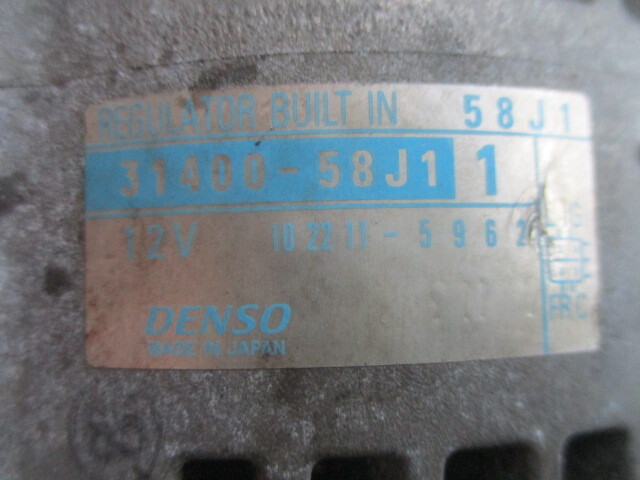 REGULATOR BUILT IN 58J1
31400-58J1 1
12V 102211-5962
DENSO
MADE IN JAPAN